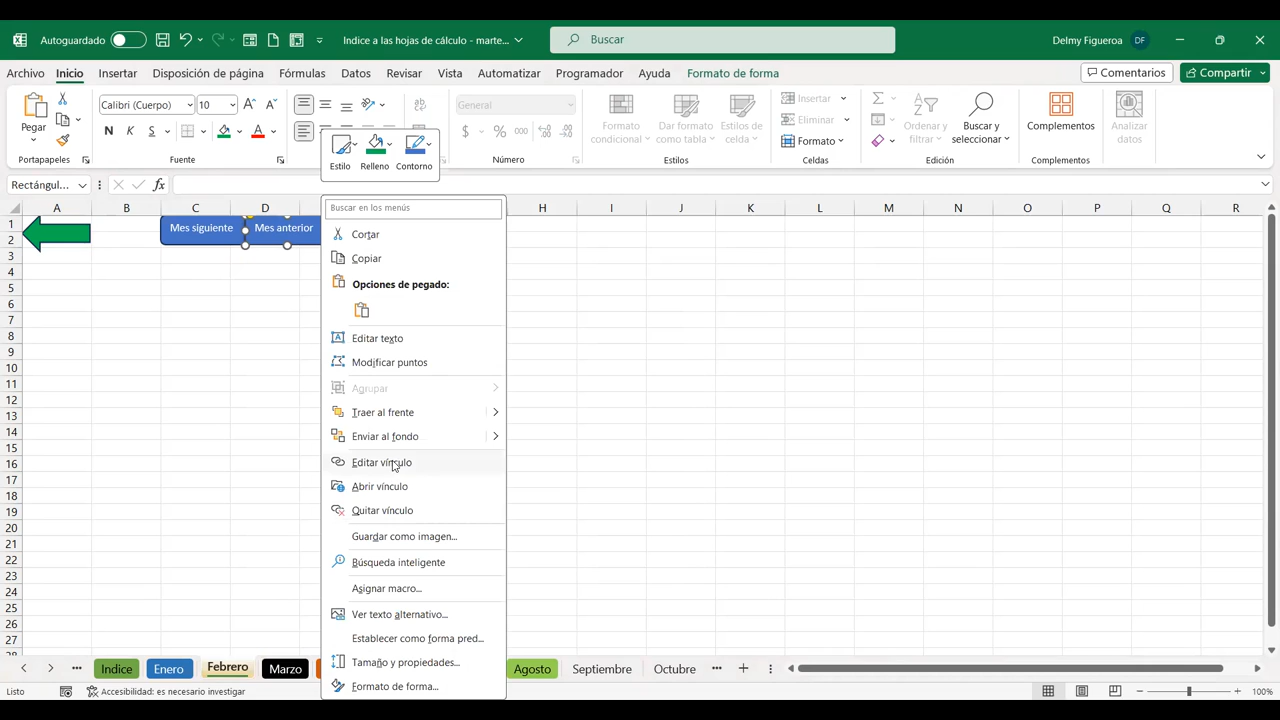 Autoguardado
Indice a las hojas de cálculo - marte...
Buscar
Delmy Figueroa DF
Archivo Inicio Insertar Disposición de página Fórmulas Datos Revisar Vista Automatizar Programador Ayuda Formato de forma
Comentarios Compartir
Pegar
Calibri (Cuerpo) 10 A A
N K S A
Estilo Relleno Contorno
General
$ % 000
Formato condicional
Dar formato como tabla
Estilos de celda
Insertar
Eliminar
Formato
Ordenar y filtrar
Buscar y seleccionar
Complementos
Analizar datos
Portapapeles Fuente Número Estilos Celdas Edición Complementos
Rectángul... fx
A B C D H I J K L M N O P Q R
1
2
3
4
5
6
7
8
9
10
11
12
13
14
15
16
17
18
19
20
21
22
23
24
25
26
27
Mes siguiente Mes anterior
Buscar en los menús
Cortar
Copiar
Opciones de pegado:
Editar texto
Modificar puntos
Agrupar
Traer al frente
Enviar al fondo
Editar vínculo
Abrir vínculo
Quitar vínculo
Guardar como imagen...
Búsqueda inteligente
Asignar macro...
Ver texto alternativo...
Establecer como forma pred...
Tamaño y propiedades...
Formato de forma...
Indice Enero Febrero Marzo Agosto Septiembre Octubre
Listo Accesibilidad: es necesario investigar 100%